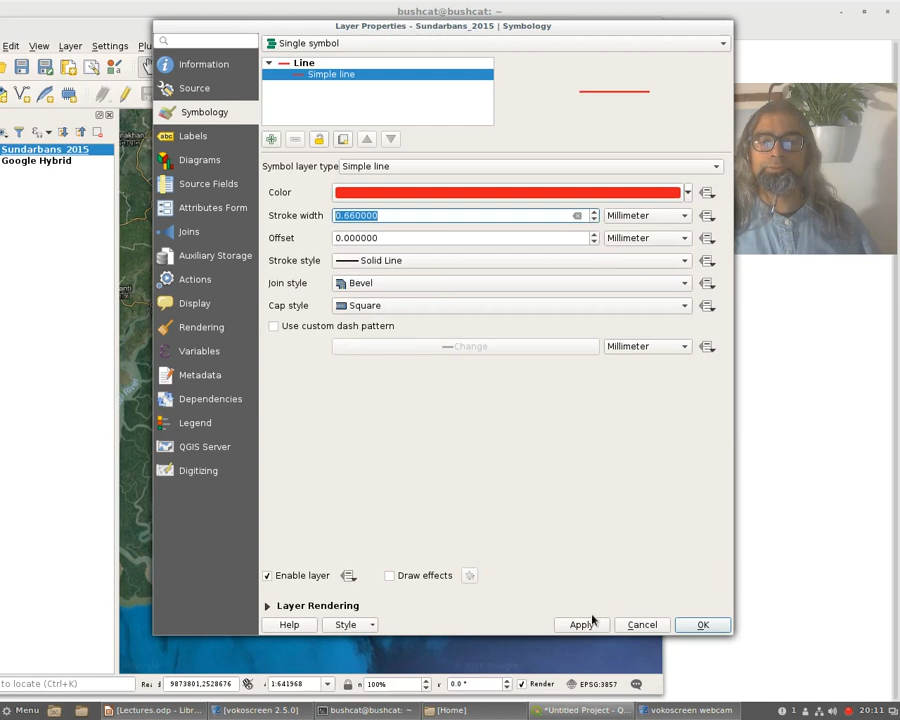 bushcat@bushcat: ~
Layer Properties - Sundarbans_2015 | Symbology
Edit View Layer Settings Plu
Single symbol
Information
Source
Symbology
Labels
Diagrams
Source Fields
Attributes Form
Joins
Auxiliary Storage
Actions
Display
Rendering
Variables
Metadata
Dependencies
Legend
QGIS Server
Digitizing
abc
Line
Simple line
Symbol layer type Simple line
Color
Stroke width 0.660000 Millimeter
Offset 0.000000 Millimeter
Stroke style Solid Line
Join style Bevel
Cap style Square
Use custom dash pattern
Change Millimeter
Enable layer Draw effects
Layer Rendering
Help Style Apply Cancel OK
Sundarbans_2015
Google Hybrid
to locate (Ctrl+K) 9873801,2528676 1:641968 100% 0.0 ° Render EPSG:3857
Menu [Lectures.odp - Libr... [vokoscreen 2.5.0] bushcat@bushcat: ~ [Home] *Untitled Project - Q... vokoscreen webcam 1 20:11